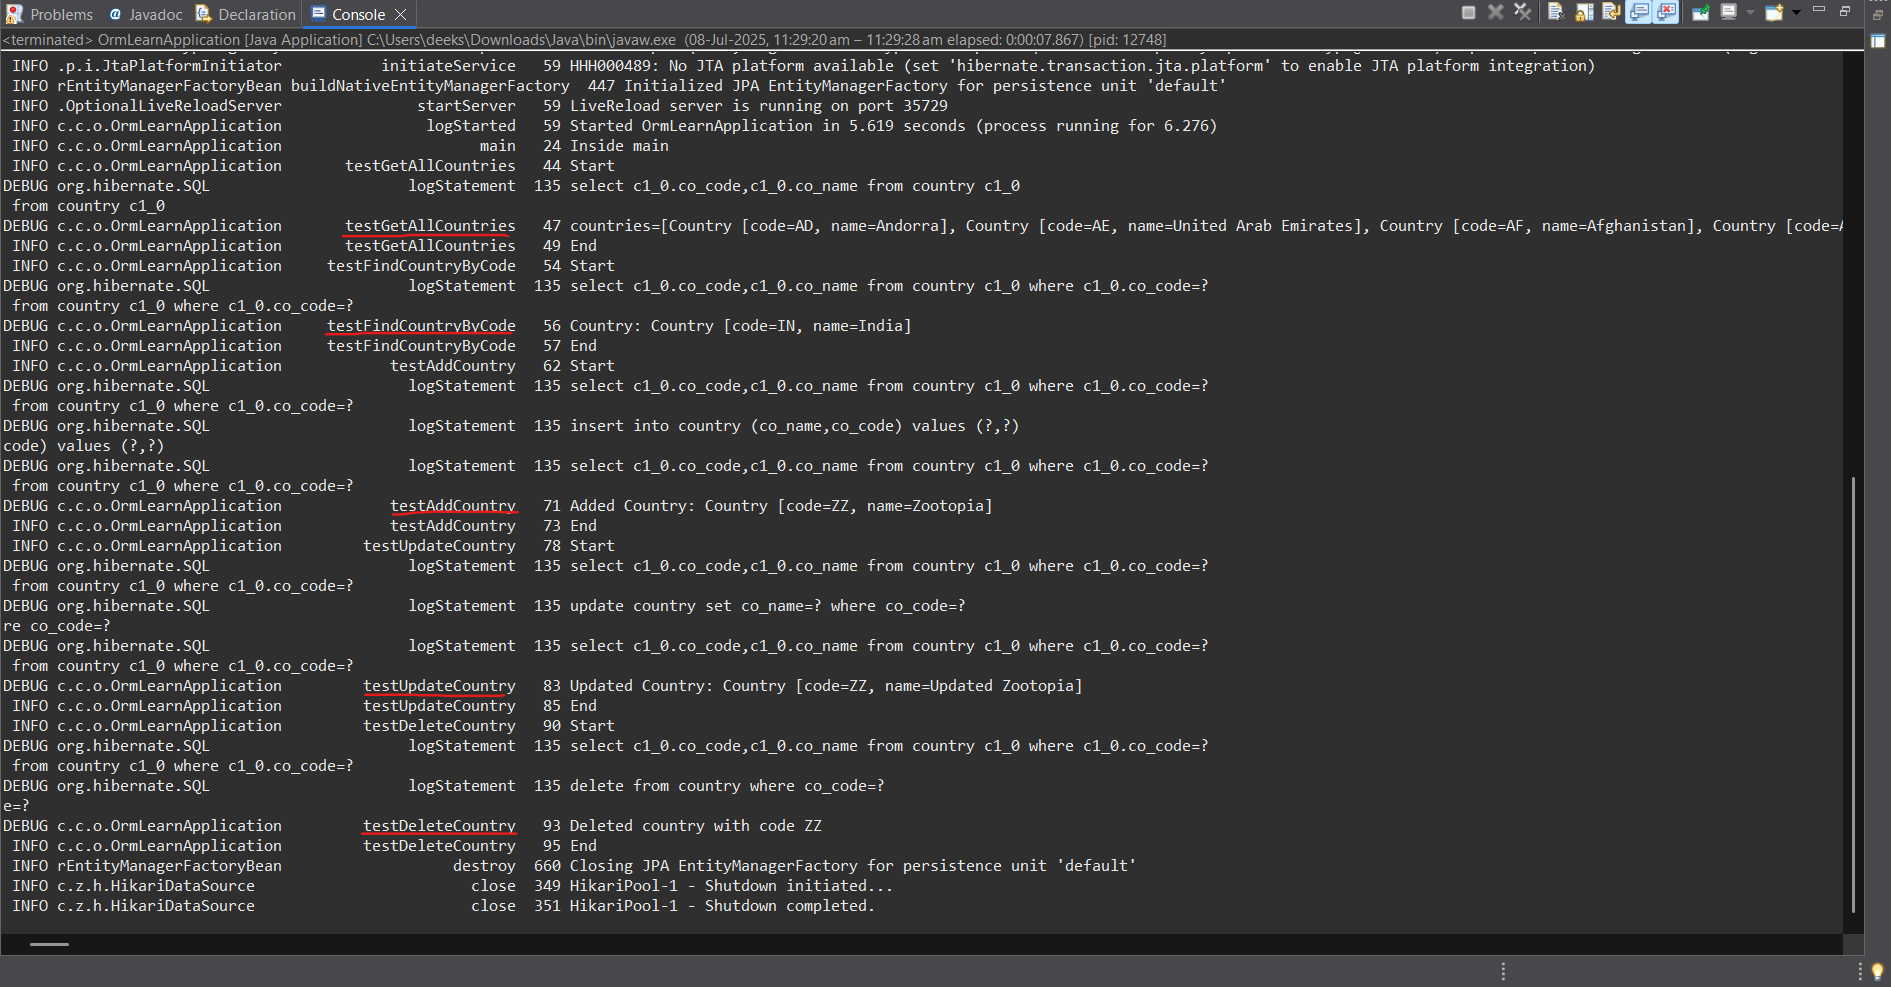 Problems @ Javadoc Declaration Console
<terminated> OrmLearnApplication [Java Application] C:\Users\deeks\Downloads\Java\bin\javaw.exe (08-Jul-2025, 11:29:20 am – 11:29:28 am elapsed: 0:00:07.867) [pid: 12748]
INFO .p.i.JtaPlatformInitiator initiateService 59 HHH000489: No JTA platform available (set 'hibernate.transaction.jta.platform' to enable JTA platform integration)
INFO rEntityManagerFactoryBean buildNativeEntityManagerFactory 447 Initialized JPA EntityManagerFactory for persistence unit 'default'
INFO .OptionalLiveReloadServer startServer 59 LiveReload server is running on port 35729
INFO c.c.o.OrmLearnApplication logStarted 59 Started OrmLearnApplication in 5.619 seconds (process running for 6.276)
INFO c.c.o.OrmLearnApplication main 24 Inside main
INFO c.c.o.OrmLearnApplication testGetAllCountries 44 Start
DEBUG org.hibernate.SQL logStatement 135 select c1_0.co_code,c1_0.co_name from country c1_0
from country c1_0
DEBUG c.c.o.OrmLearnApplication testGetAllCountries 47 countries=[Country [code=AD, name=Andorra], Country [code=AE, name=United Arab Emirates], Country [code=AF, name=Afghanistan], Country [code=
INFO c.c.o.OrmLearnApplication testGetAllCountries 49 End
INFO c.c.o.OrmLearnApplication testFindCountryByCode 54 Start
DEBUG org.hibernate.SQL logStatement 135 select c1_0.co_code,c1_0.co_name from country c1_0 where c1_0.co_code=?
from country c1_0 where c1_0.co_code=?
DEBUG c.c.o.OrmLearnApplication testFindCountryByCode 56 Country: Country [code=IN, name=India]
INFO c.c.o.OrmLearnApplication testFindCountryByCode 57 End
INFO c.c.o.OrmLearnApplication testAddCountry 62 Start
DEBUG org.hibernate.SQL logStatement 135 select c1_0.co_code,c1_0.co_name from country c1_0 where c1_0.co_code=?
from country c1_0 where c1_0.co_code=?
DEBUG org.hibernate.SQL logStatement 135 insert into country (co_name,co_code) values (?,?)
code) values (?,?)
DEBUG org.hibernate.SQL logStatement 135 select c1_0.co_code,c1_0.co_name from country c1_0 where c1_0.co_code=?
from country c1_0 where c1_0.co_code=?
DEBUG c.c.o.OrmLearnApplication testAddCountry 71 Added Country: Country [code=ZZ, name=Zootopia]
INFO c.c.o.OrmLearnApplication testAddCountry 73 End
INFO c.c.o.OrmLearnApplication testUpdateCountry 78 Start
DEBUG org.hibernate.SQL logStatement 135 select c1_0.co_code,c1_0.co_name from country c1_0 where c1_0.co_code=?
from country c1_0 where c1_0.co_code=?
DEBUG org.hibernate.SQL logStatement 135 update country set co_name=? where co_code=?
re co_code=?
DEBUG org.hibernate.SQL logStatement 135 select c1_0.co_code,c1_0.co_name from country c1_0 where c1_0.co_code=?
from country c1_0 where c1_0.co_code=?
DEBUG c.c.o.OrmLearnApplication testUpdateCountry 83 Updated Country: Country [code=ZZ, name=Updated Zootopia]
INFO c.c.o.OrmLearnApplication testUpdateCountry 85 End
INFO c.c.o.OrmLearnApplication testDeleteCountry 90 Start
DEBUG org.hibernate.SQL logStatement 135 select c1_0.co_code,c1_0.co_name from country c1_0 where c1_0.co_code=?
from country c1_0 where c1_0.co_code=?
DEBUG org.hibernate.SQL logStatement 135 delete from country where co_code=?
e=?
DEBUG c.c.o.OrmLearnApplication testDeleteCountry 93 Deleted country with code ZZ
INFO c.c.o.OrmLearnApplication testDeleteCountry 95 End
INFO rEntityManagerFactoryBean destroy 660 Closing JPA EntityManagerFactory for persistence unit 'default'
INFO c.z.h.HikariDataSource close 349 HikariPool-1 - Shutdown initiated...
INFO c.z.h.HikariDataSource close 351 HikariPool-1 - Shutdown completed.